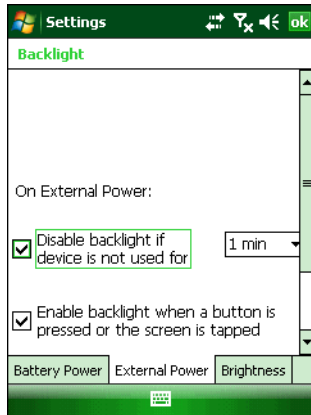 Settings
ok
Backlight
On External Power:
Disable backlight if
device is not used for
1 min
Enable backlight when a button is
pressed or the screen is tapped
Battery Power
External Power
Brightness